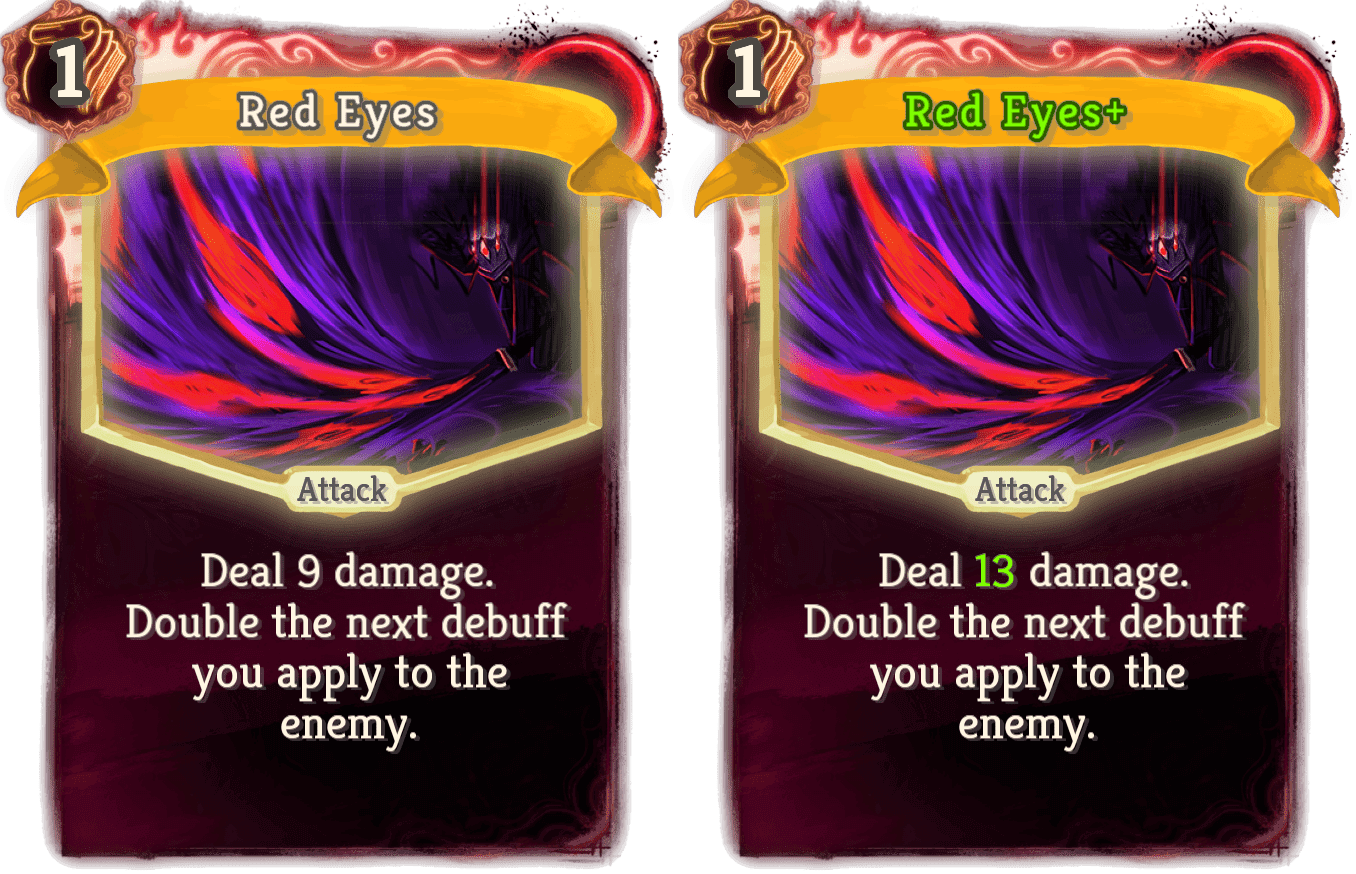 1
Red Eyes
Attack
Deal 9 damage.
Double the next debuff
you apply to the
enemy.
1
Red Eyes+
Attack
Deal 13 damage.
Double the next debuff
you apply to the
enemy.